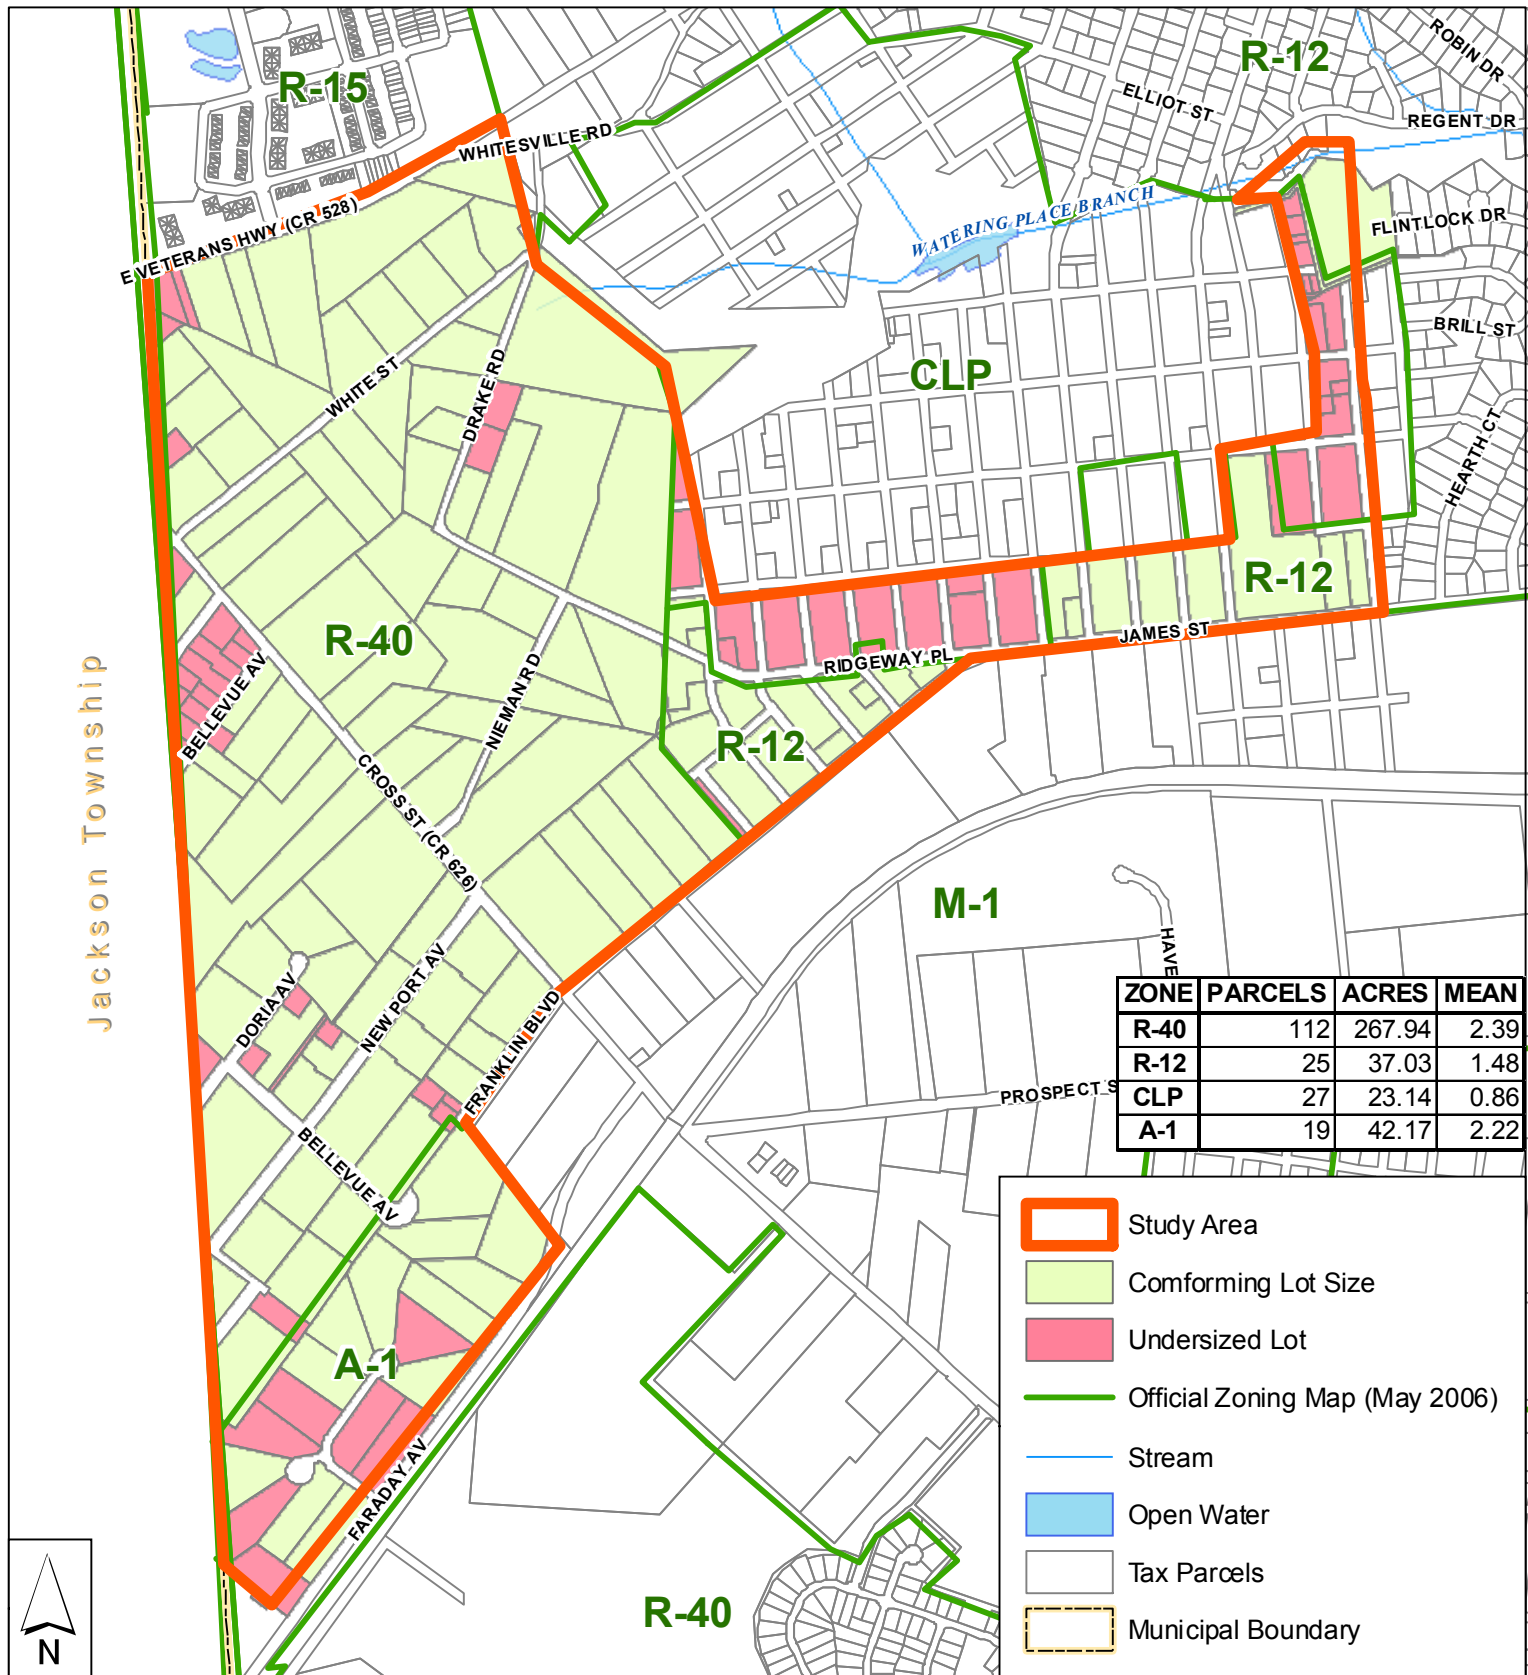 R-15
R-12
ROBIN DR
ELLIOT ST
REGENT DR
WHITESVILLE RD
E VETERANS HWY (CR 528)
WATERING PLACE BRANCH
FLINTLOCK DR
BRILL ST
WHITE ST
DRAKE RD
CLP
HEARTH CT
R-12
R-40
JAMES ST
RIDGEWAY PL
BELLEVUE AV
NIEMAN RD
R-12
Jackson Township
CROSS ST (CR 626)
M-1
HAVE
DORIA AV
NEW PORT AV
FRANKLIN BLVD
PROSPECT S
ZONE PARCELS ACRES MEAN
R-40 112 267.94 2.39
R-12 25 37.03 1.48
CLP 27 23.14 0.86
A-1 19 42.17 2.22
BELLEVUE AV
A-1
FARADAY AV
R-40
Study Area
Comforming Lot Size
Undersized Lot
Official Zoning Map (May 2006)
Stream
Open Water
Tax Parcels
Municipal Boundary
N